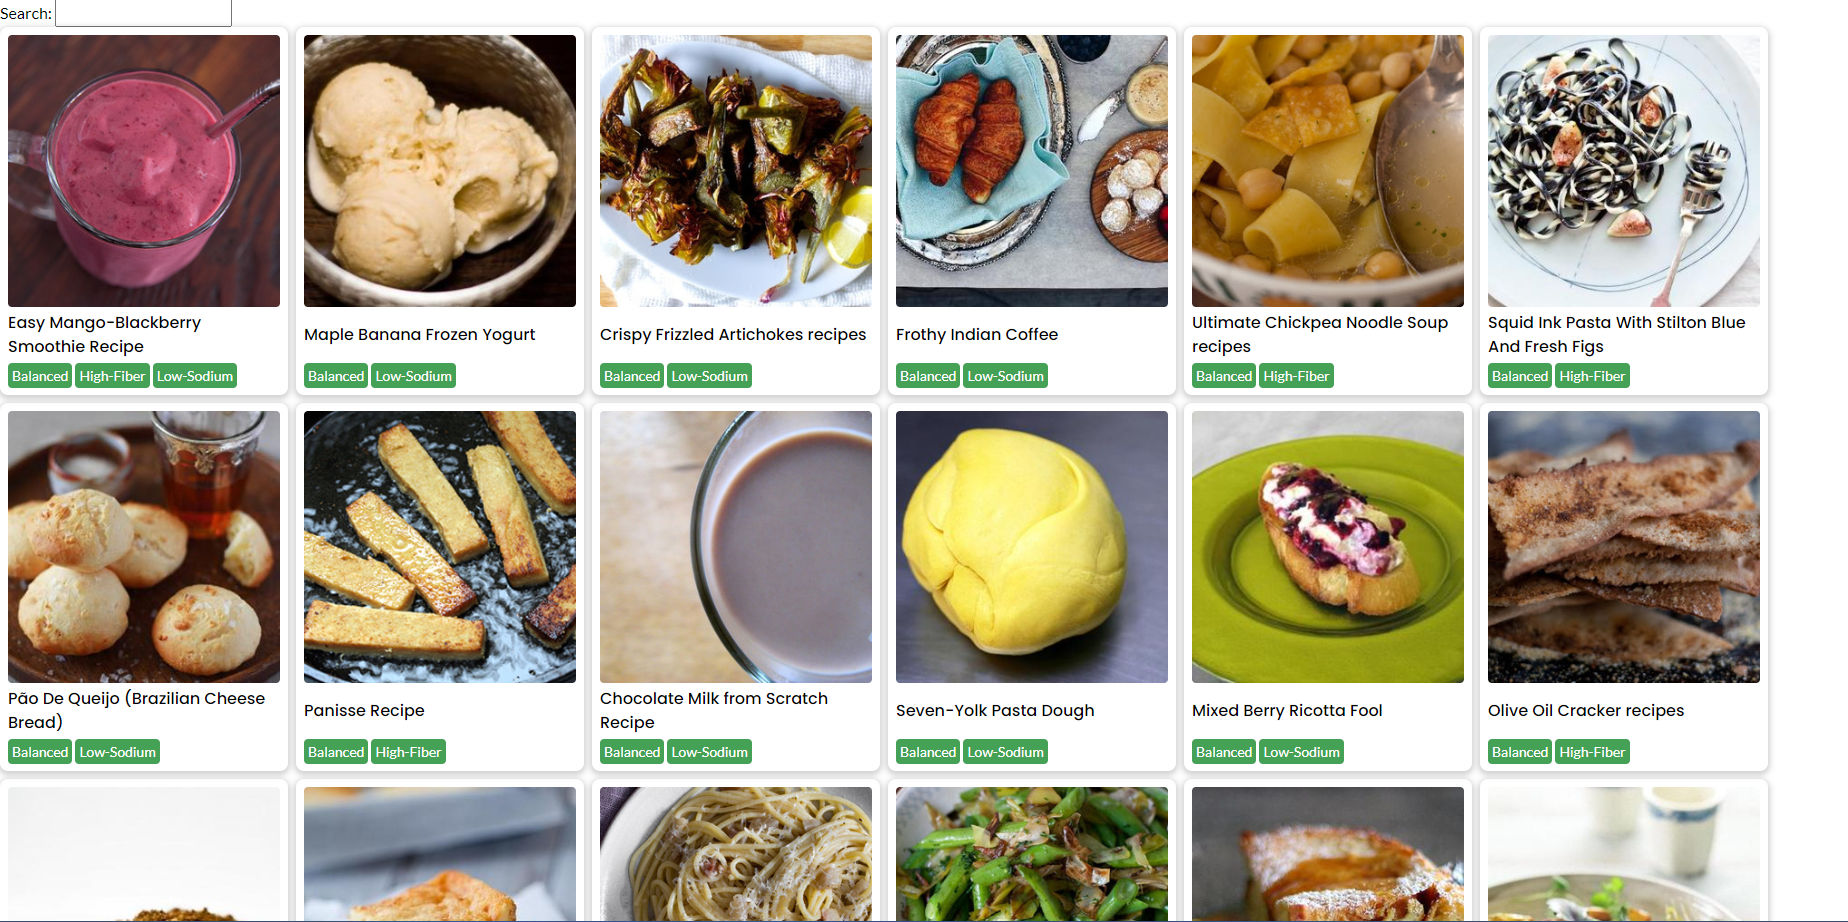 Search:
Easy Mango-Blackberry
Smoothie Recipe
Balanced High-Fiber Low-Sodium
Maple Banana Frozen Yogurt
Balanced Low-Sodium
Crispy Frizzled Artichokes recipes
Balanced Low-Sodium
Frothy Indian Coffee
Balanced Low-Sodium
Ultimate Chickpea Noodle Soup
recipes
Balanced High-Fiber
Squid Ink Pasta With Stilton Blue
And Fresh Figs
Balanced High-Fiber
Pão De Queijo (Brazilian Cheese
Bread)
Balanced Low-Sodium
Panisse Recipe
Balanced High-Fiber
Chocolate Milk from Scratch
Recipe
Balanced Low-Sodium
Seven-Yolk Pasta Dough
Balanced Low-Sodium
Mixed Berry Ricotta Fool
Balanced Low-Sodium
Olive Oil Cracker recipes
Balanced High-Fiber